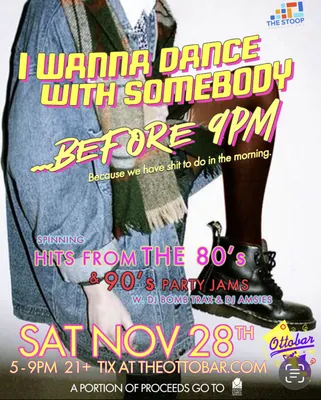 THE STOOP
I WANNA DANCE
WITH SOMEBODY
...BEFORE 9PM
Because we have shit to do in the morning.
SPINNING
HITS FROM THE 80's
& 90's PARTY JAMS
W. DJ BOMB TRAX & DJ AMSIES
SAT NOV 28TH
Ottobar
5-9PM 21+ TIX AT THEOTTOBAR.COM
A PORTION OF PROCEEDS GO TO